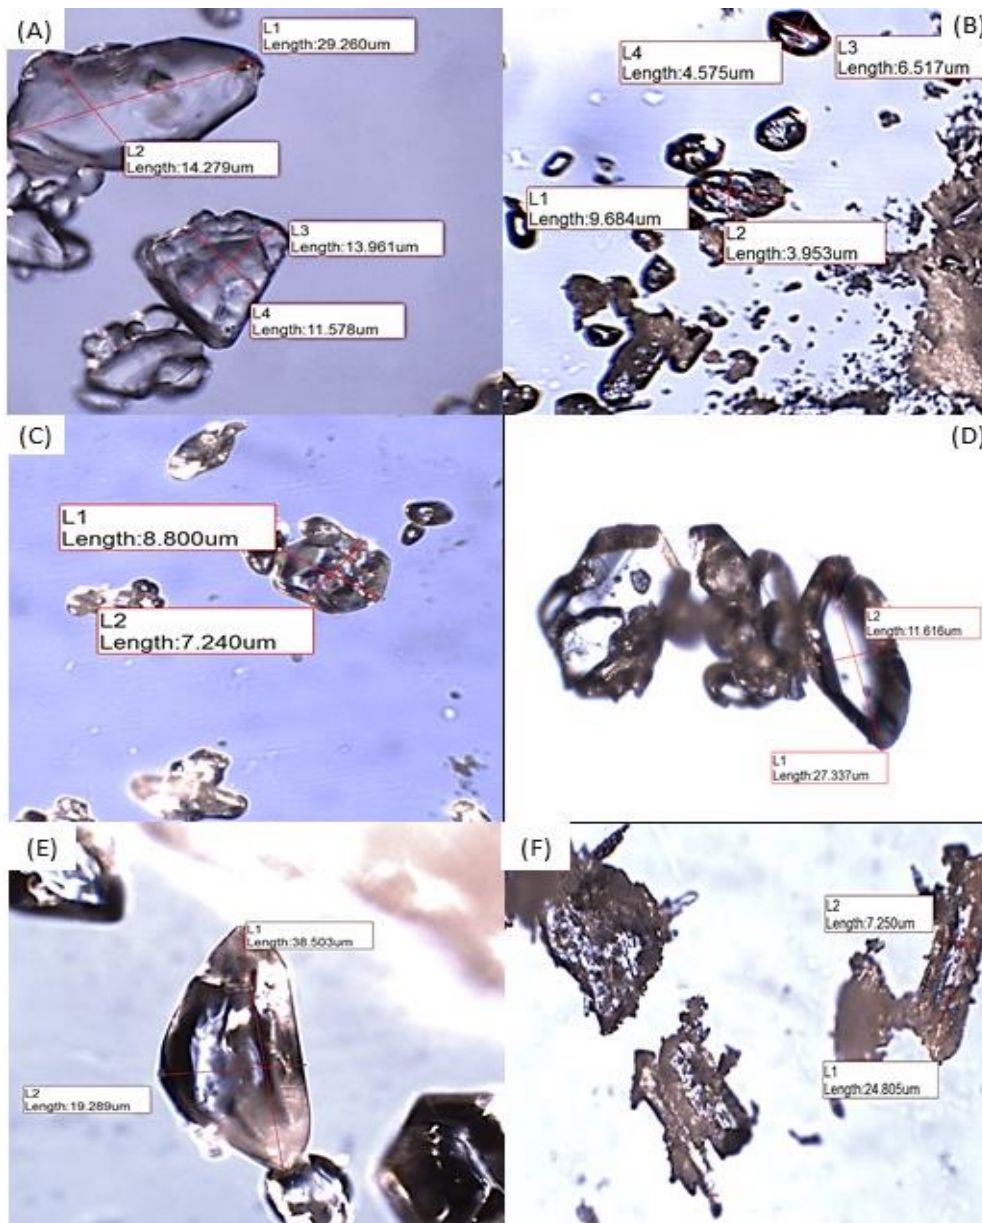 (A)
L1
Length:29.260um
L2
Length:14.279um
L3
Length:13.961um
L4
Length:11.578um
(B)
L4
Length:4.575um
L3
Length:6.517um
L1
Length:9.684um
L2
Length:3.953um
(C)
L1
Length:8.800um
L2
Length:7.240um
(D)
L2
Length:11.616um
L1
Length:27.337um
(E)
L1
Length:38.503um
L2
Length:19.289um
(F)
L2
Length:7.250um
L1
Length:24.805um